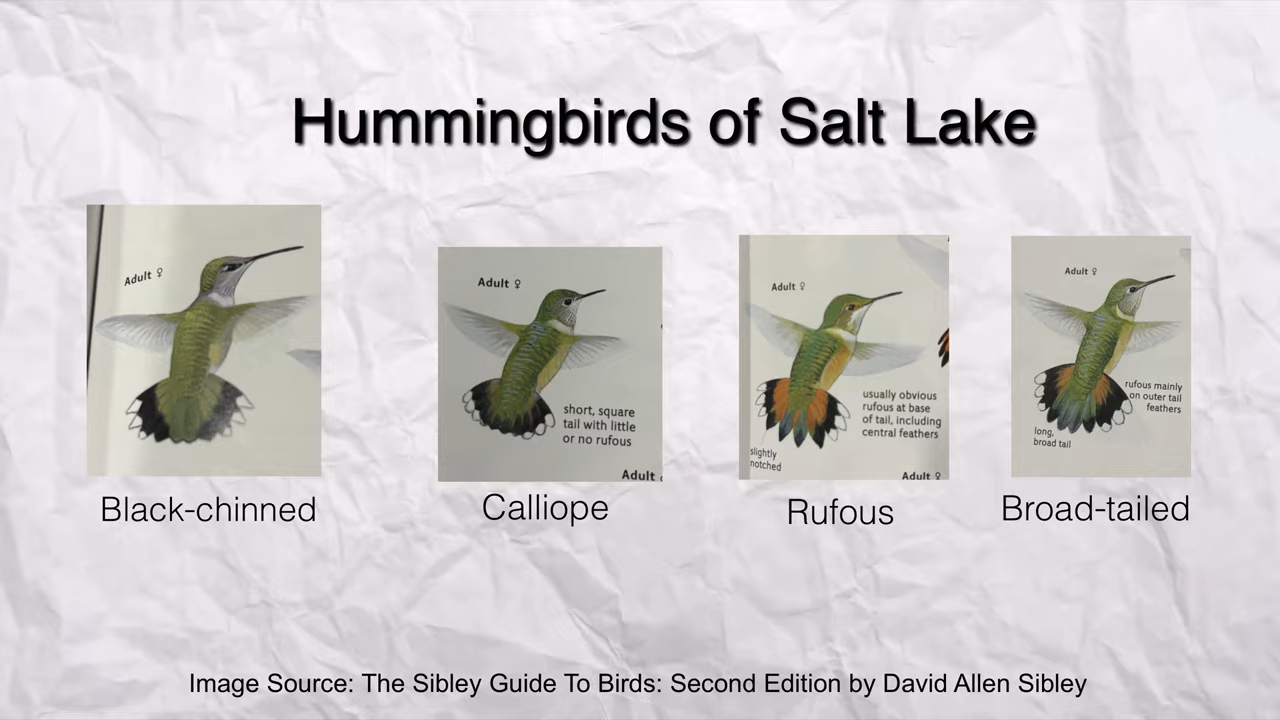 Hummingbirds of Salt Lake
Adult ♀
Adult ♀
short, square
tail with little
or no rufous
Adult
Adult ♀
usually obvious
rufous at base
of tail, including
central feathers
slightly
notched
Adult ♀
Adult ♀
rufous mainly
on outer tail
feathers
long,
broad tail
Black-chinned
Calliope
Rufous
Broad-tailed
Image Source: The Sibley Guide To Birds: Second Edition by David Allen Sibley